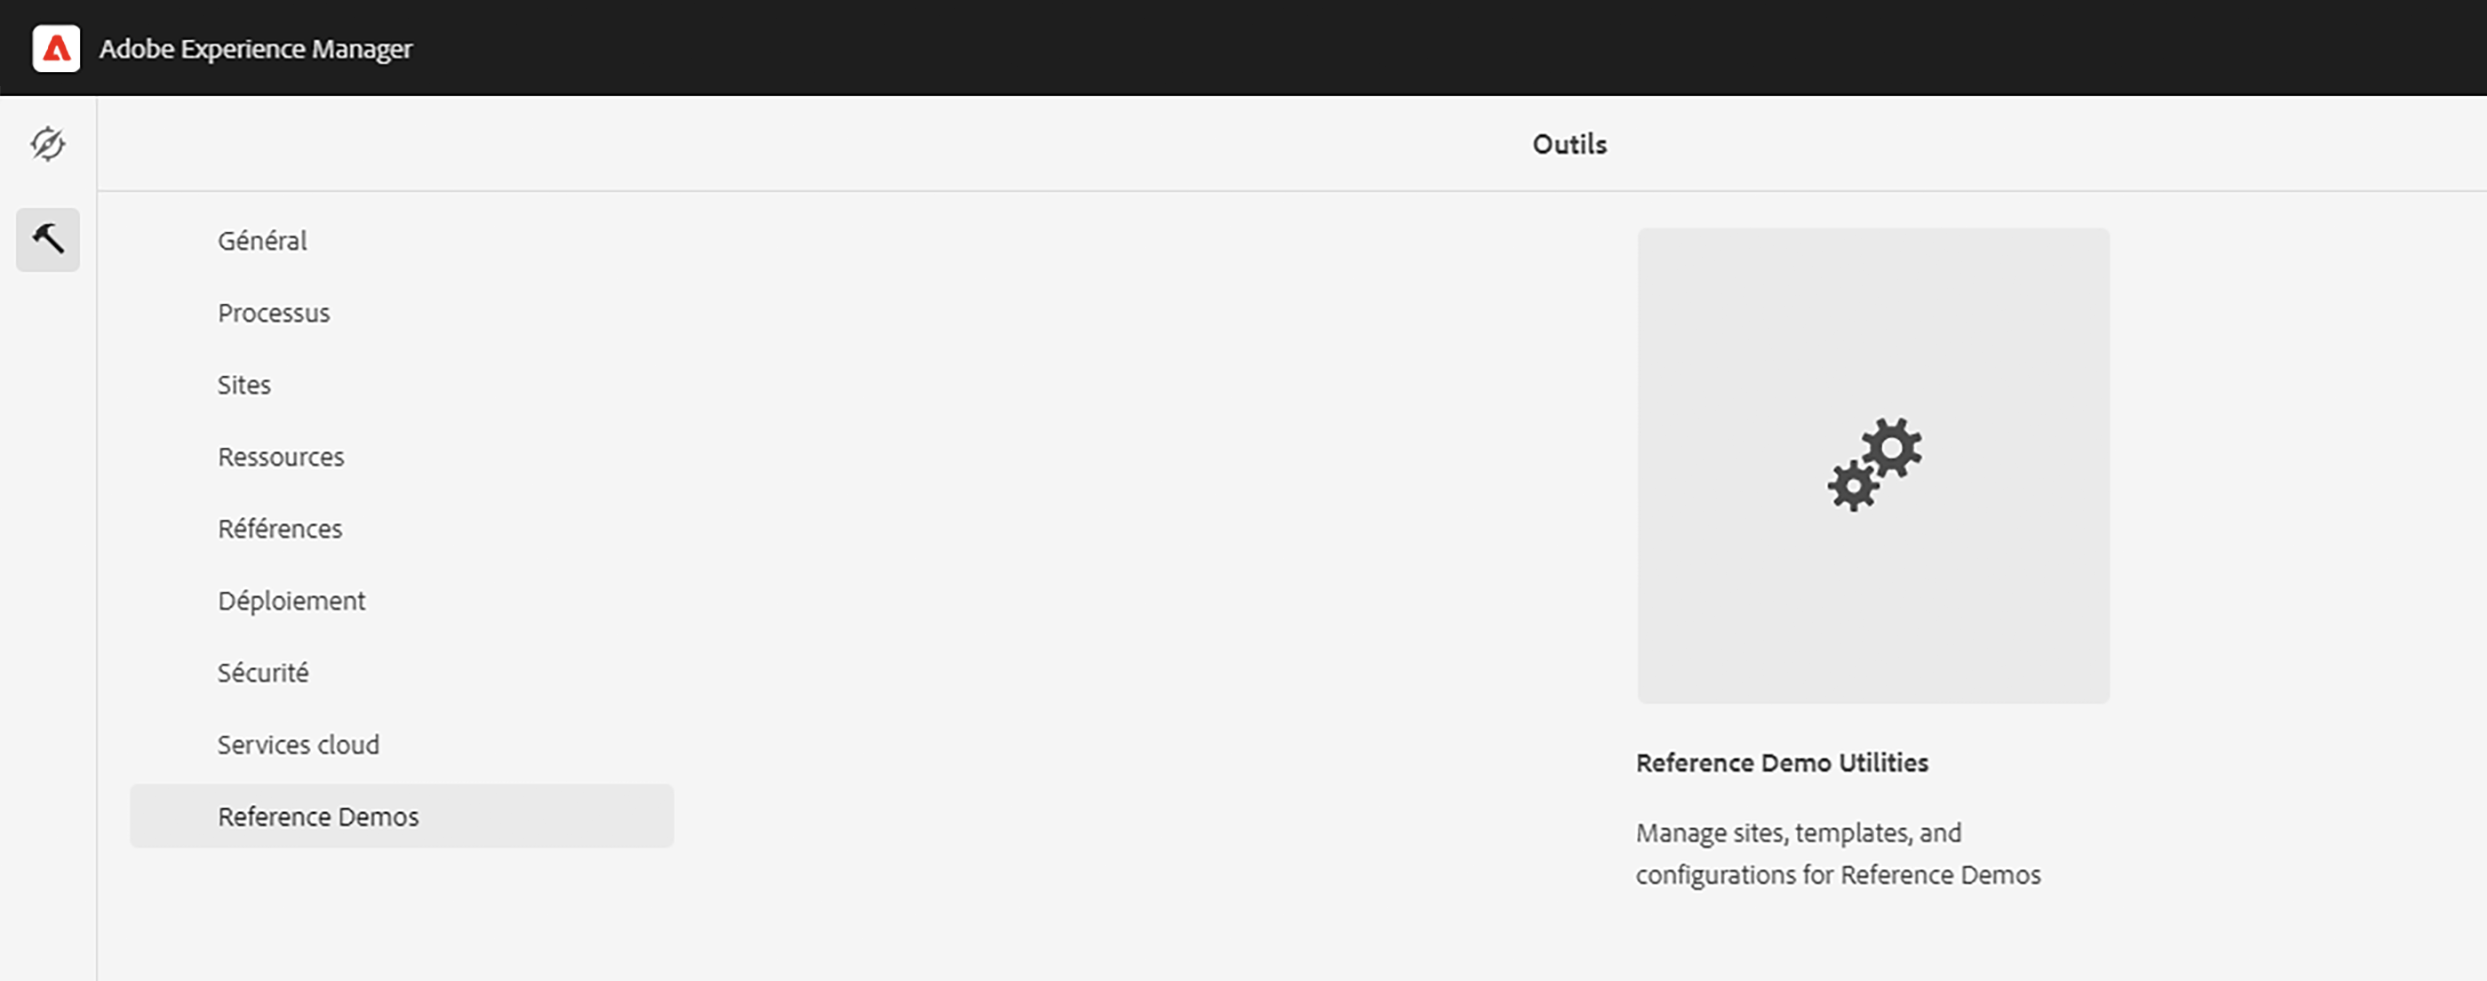 Adobe Experience Manager
Outils
Général
Processus
Sites
Ressources
Références
Déploiement
Sécurité
Services cloud
Reference Demos
Reference Demo Utilities
Manage sites, templates, and
configurations for Reference Demos